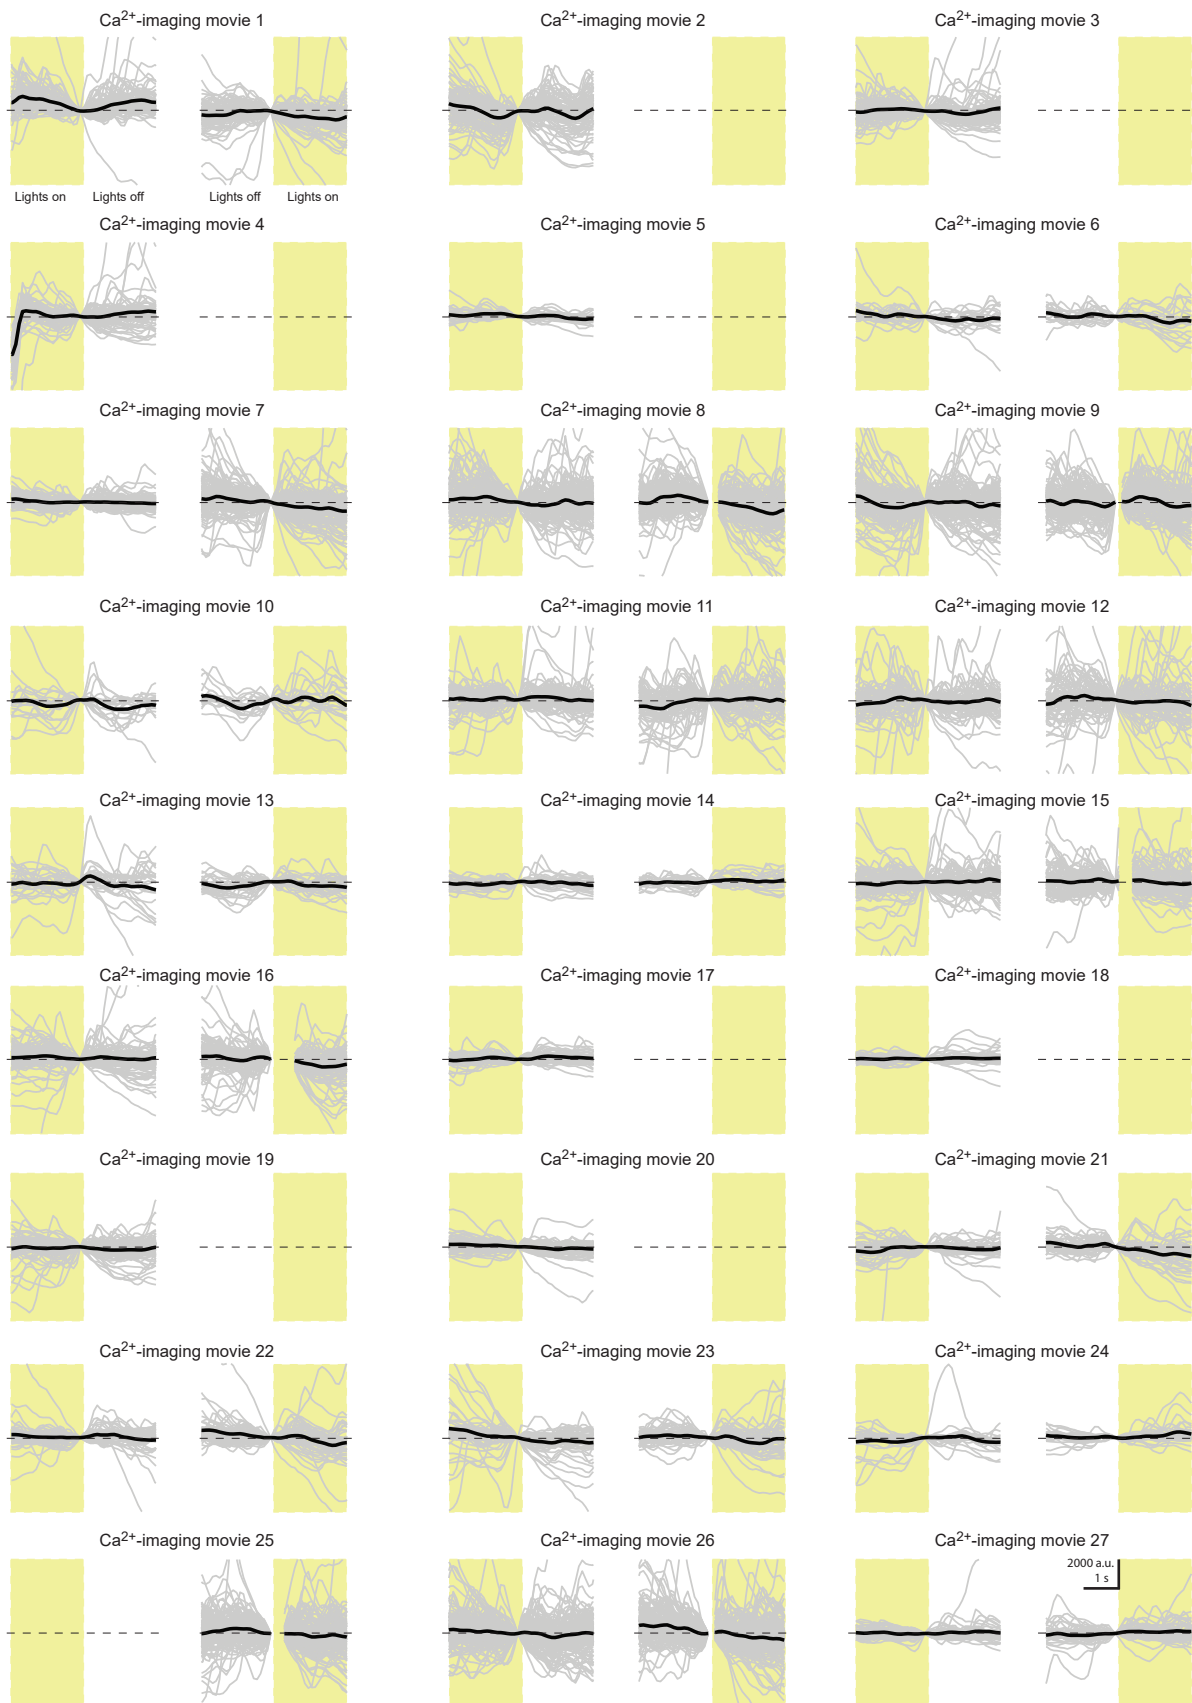 Ca2+-imaging movie 1
Ca2+-imaging movie 2
Ca2+-imaging movie 3
Lights on
Lights off
Lights off
Lights on
Ca2+-imaging movie 4
Ca2+-imaging movie 5
Ca2+-imaging movie 6
Ca2+-imaging movie 7
Ca2+-imaging movie 8
Ca2+-imaging movie 9
Ca2+-imaging movie 10
Ca2+-imaging movie 11
Ca2+-imaging movie 12
Ca2+-imaging movie 13
Ca2+-imaging movie 14
Ca2+-imaging movie 15
Ca2+-imaging movie 16
Ca2+-imaging movie 17
Ca2+-imaging movie 18
Ca2+-imaging movie 19
Ca2+-imaging movie 20
Ca2+-imaging movie 21
Ca2+-imaging movie 22
Ca2+-imaging movie 23
Ca2+-imaging movie 24
Ca2+-imaging movie 25
Ca2+-imaging movie 26
Ca2+-imaging movie 27
2000 a.u.
1 s